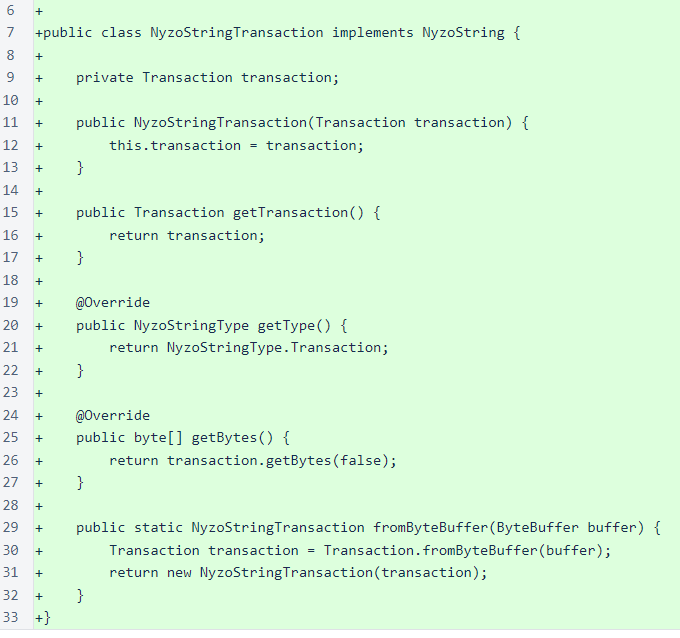 6 +
7 +public class NyzoStringTransaction implements NyzoString {
8 +
9 +    private Transaction transaction;
10 +
11 +    public NyzoStringTransaction(Transaction transaction) {
12 +        this.transaction = transaction;
13 +    }
14 +
15 +    public Transaction getTransaction() {
16 +        return transaction;
17 +    }
18 +
19 +    @Override
20 +    public NyzoStringType getType() {
21 +        return NyzoStringType.Transaction;
22 +    }
23 +
24 +    @Override
25 +    public byte[] getBytes() {
26 +        return transaction.getBytes(false);
27 +    }
28 +
29 +    public static NyzoStringTransaction fromByteBuffer(ByteBuffer buffer) {
30 +        Transaction transaction = Transaction.fromByteBuffer(buffer);
31 +        return new NyzoStringTransaction(transaction);
32 +    }
33 +}